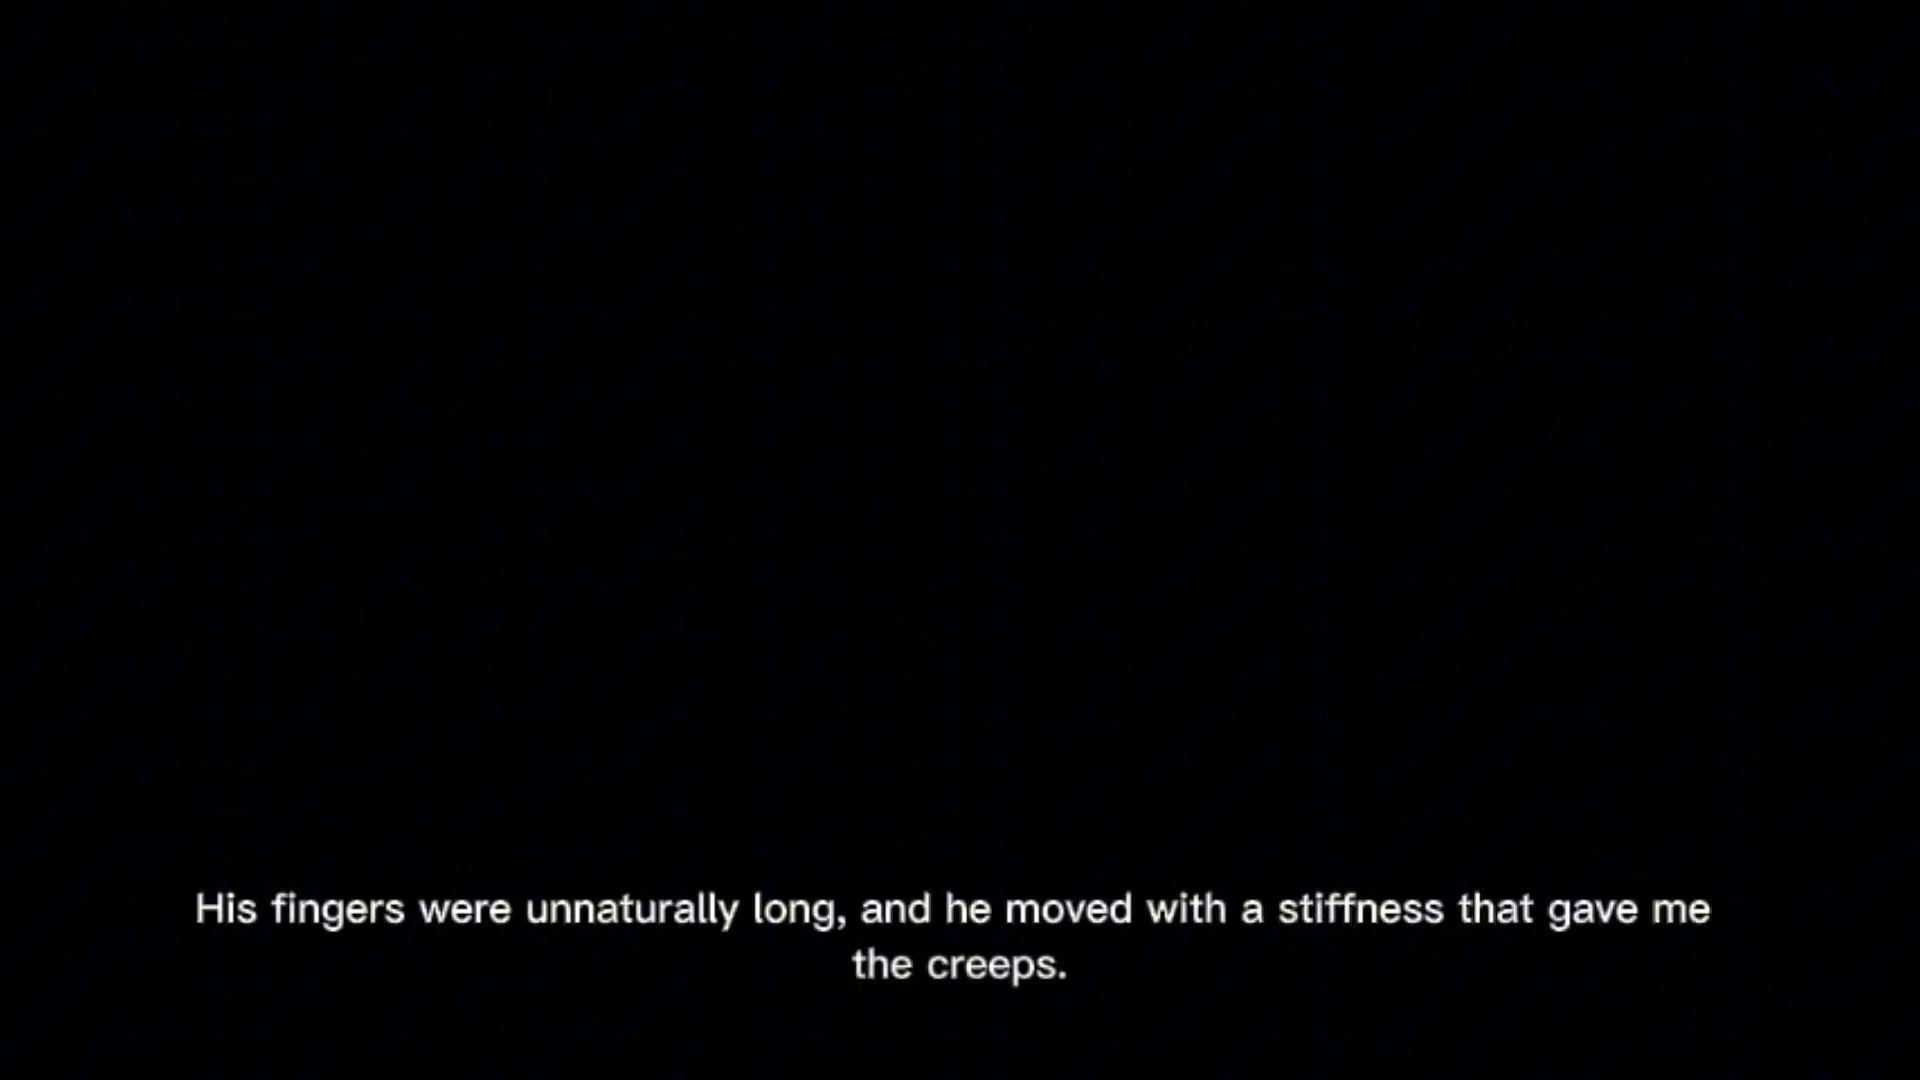 His fingers were unnaturally long, and he moved with a stiffness that gave me
the creeps.